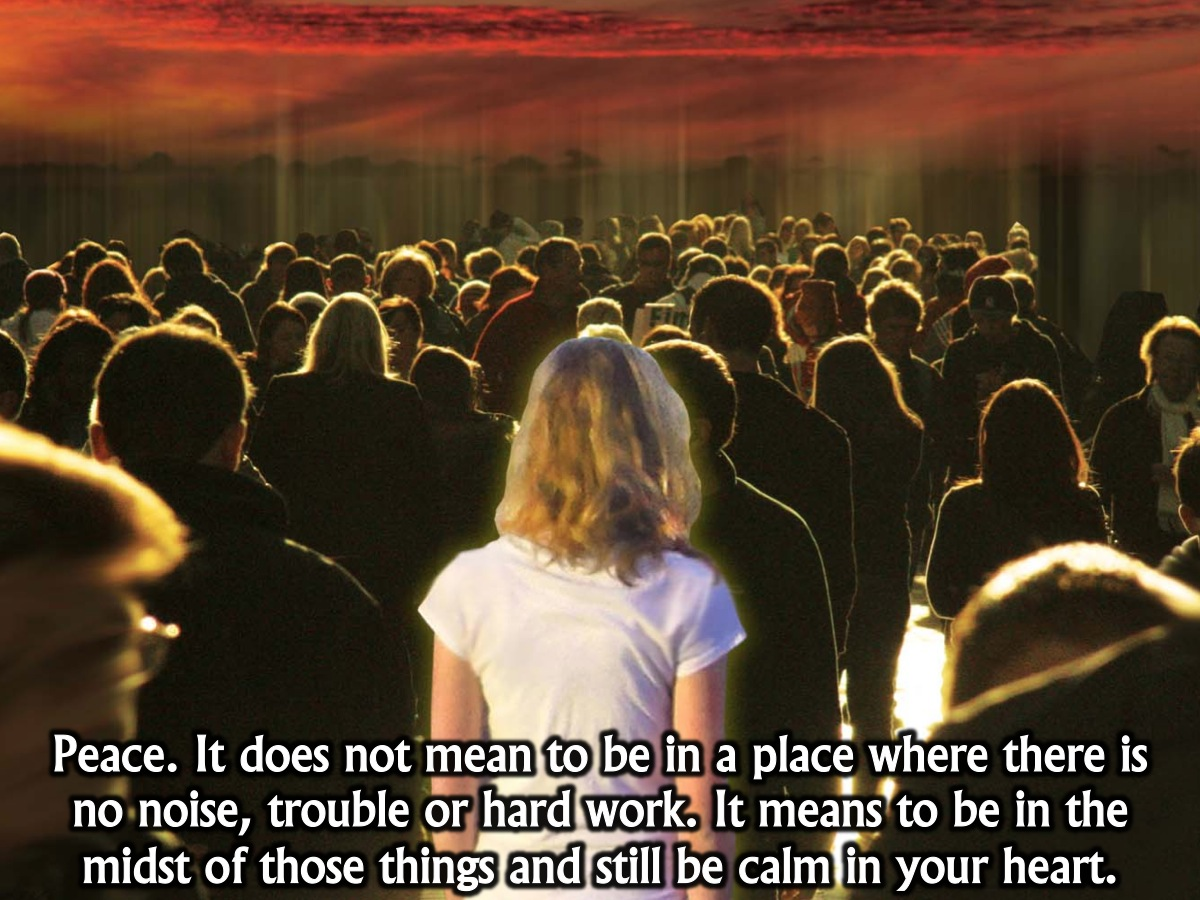 Fin
Peace. It does not mean to be in a place where there is
no noise, trouble or hard work. It means to be in the
midst of those things and still be calm in your heart.